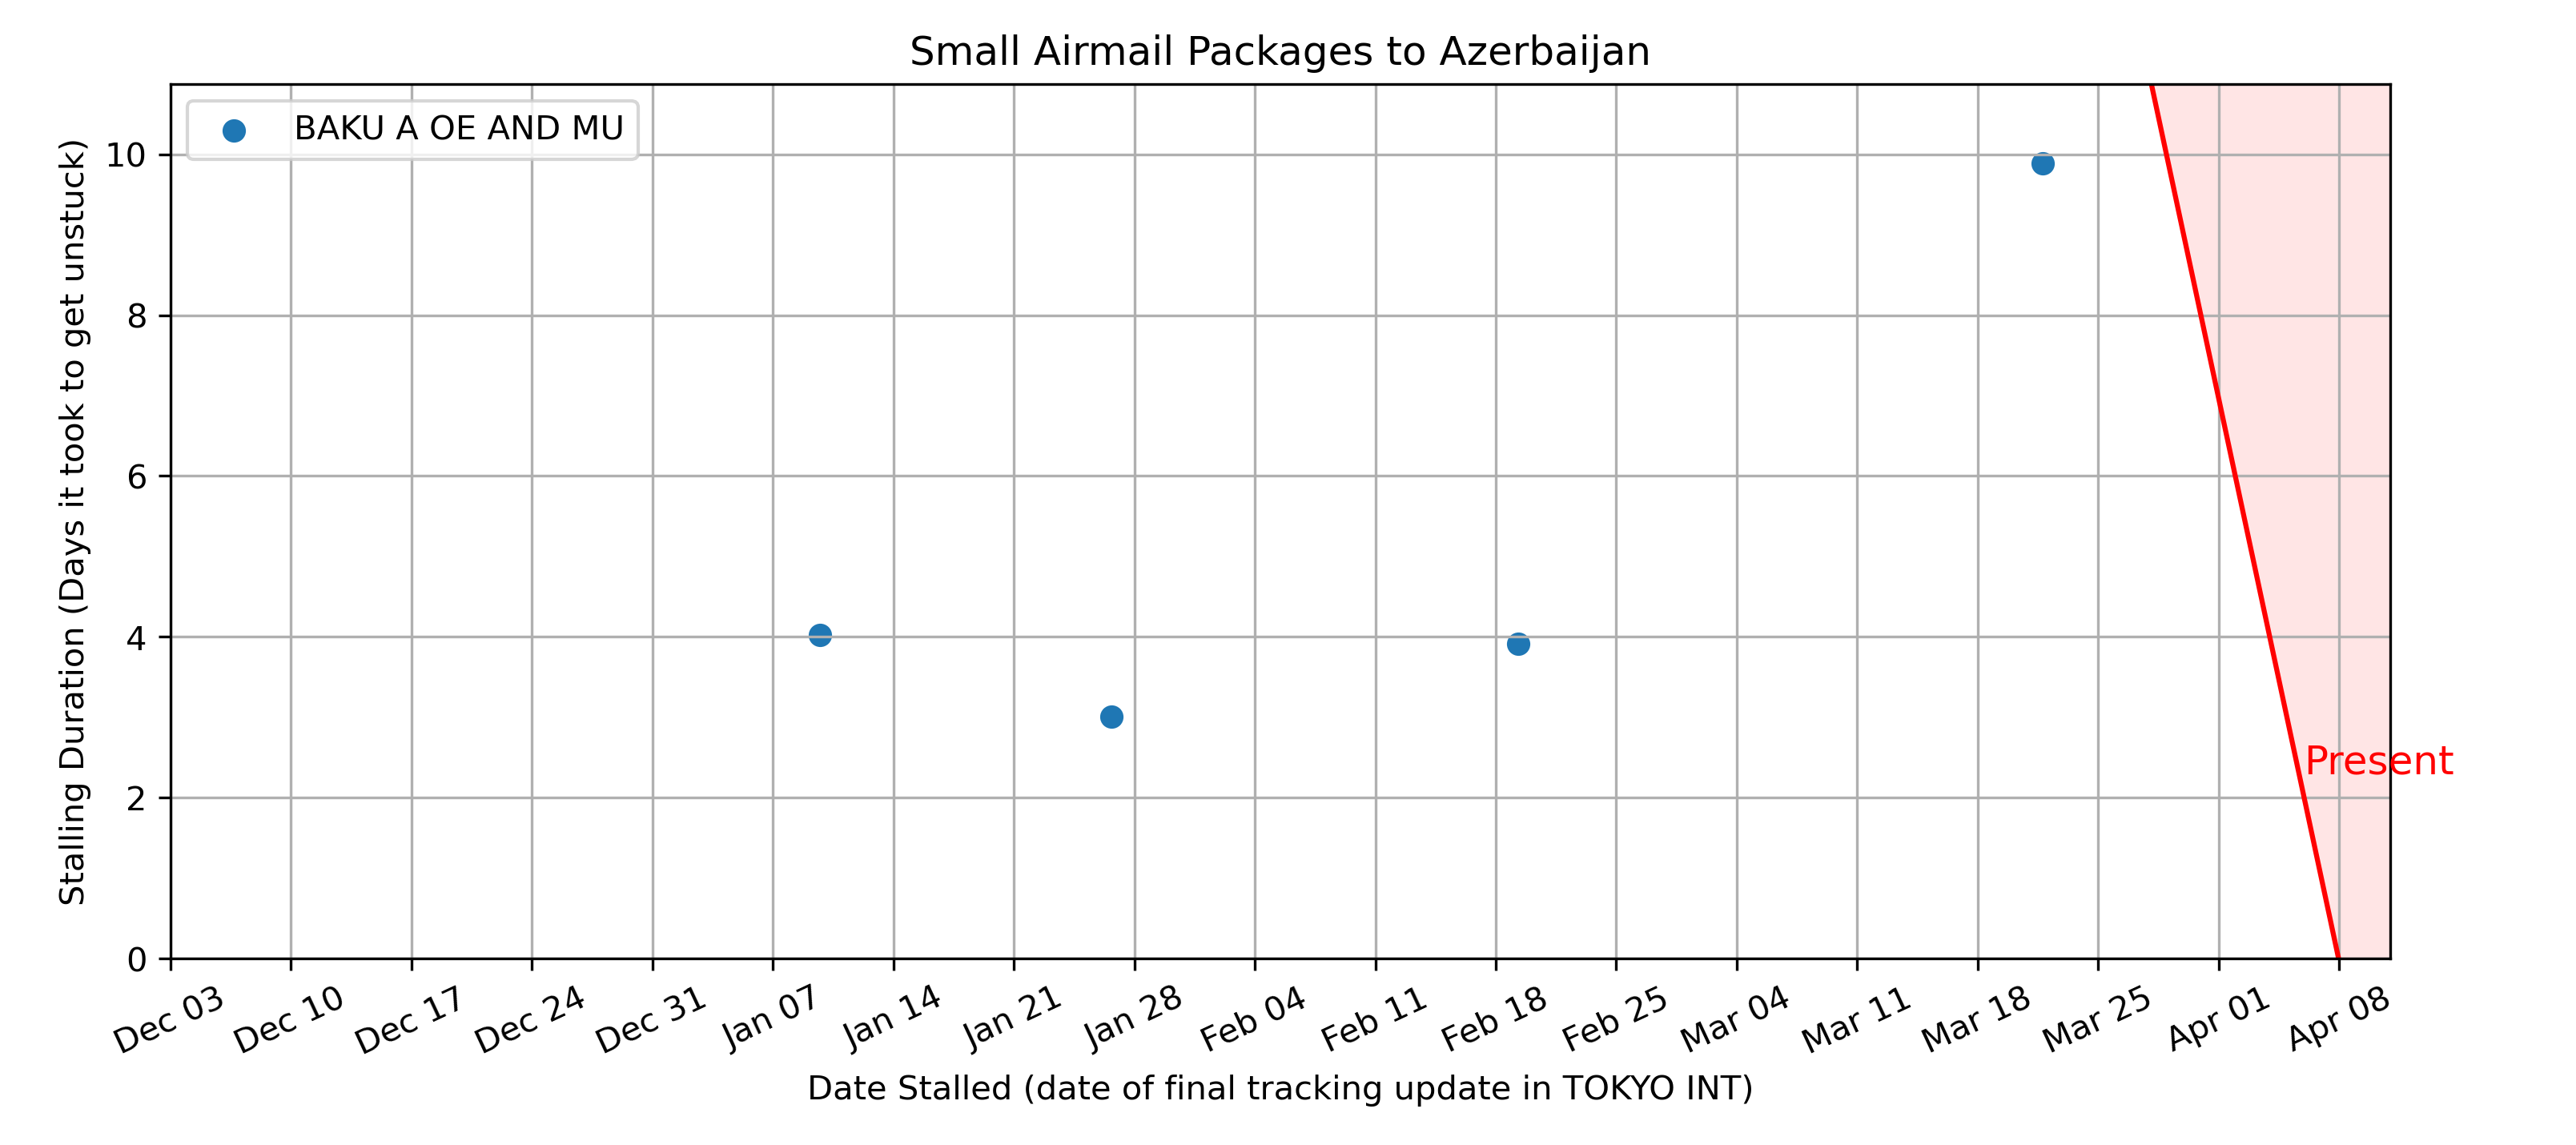 Small Airmail Packages to Azerbaijan
BAKU A OE AND MU
Stalling Duration (Days it took to get unstuck)
10
8
6
4
2
0
Present
Dec 03
Dec 10
Dec 17
Dec 24
Dec 31
Jan 07
Jan 14
Jan 21
Jan 28
Feb 04
Feb 11
Feb 18
Feb 25
Mar 04
Mar 11
Mar 18
Mar 25
Apr 01
Apr 08
Date Stalled (date of final tracking update in TOKYO INT)